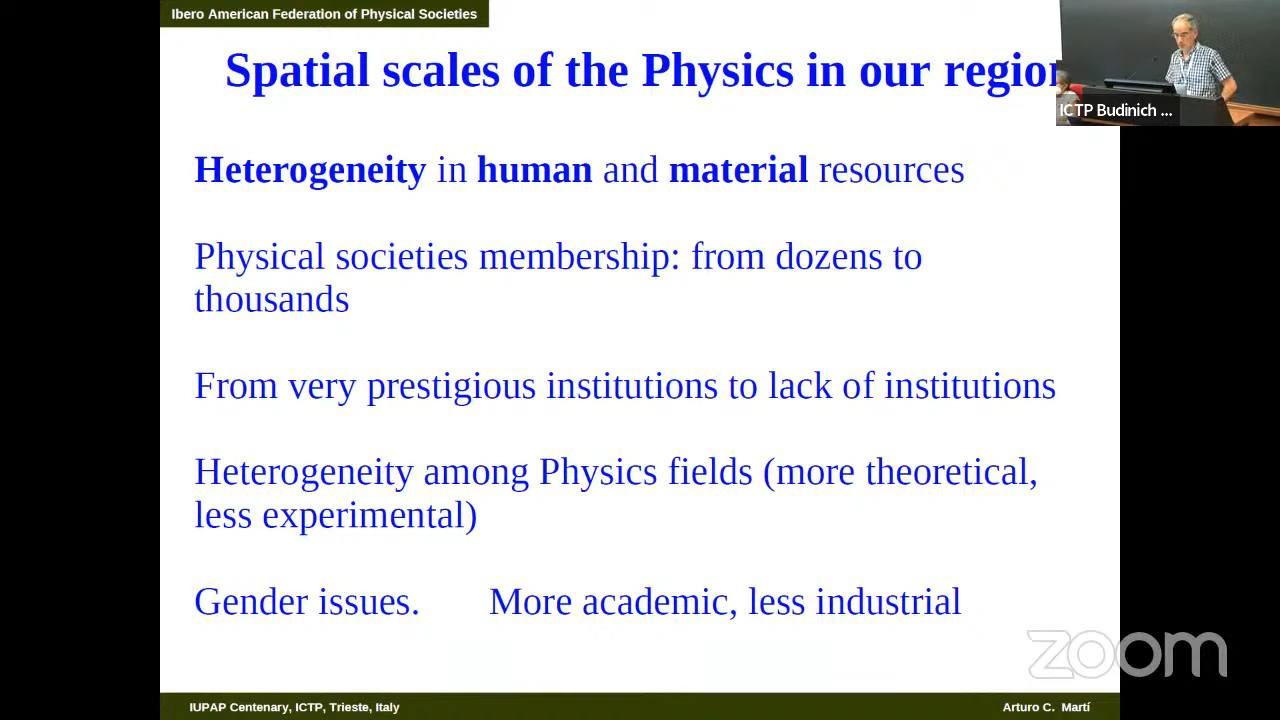 Ibero American Federation of Physical Societies
Spatial scales of the Physics in our region
ICTP Budinich ...
Heterogeneity in human and material resources
Physical societies membership: from dozens to
thousands
From very prestigious institutions to lack of institutions
Heterogeneity among Physics fields (more theoretical,
less experimental)
Gender issues. More academic, less industrial
zoom
IUPAP Centenary, ICTP, Trieste, Italy
Arturo C. Martí